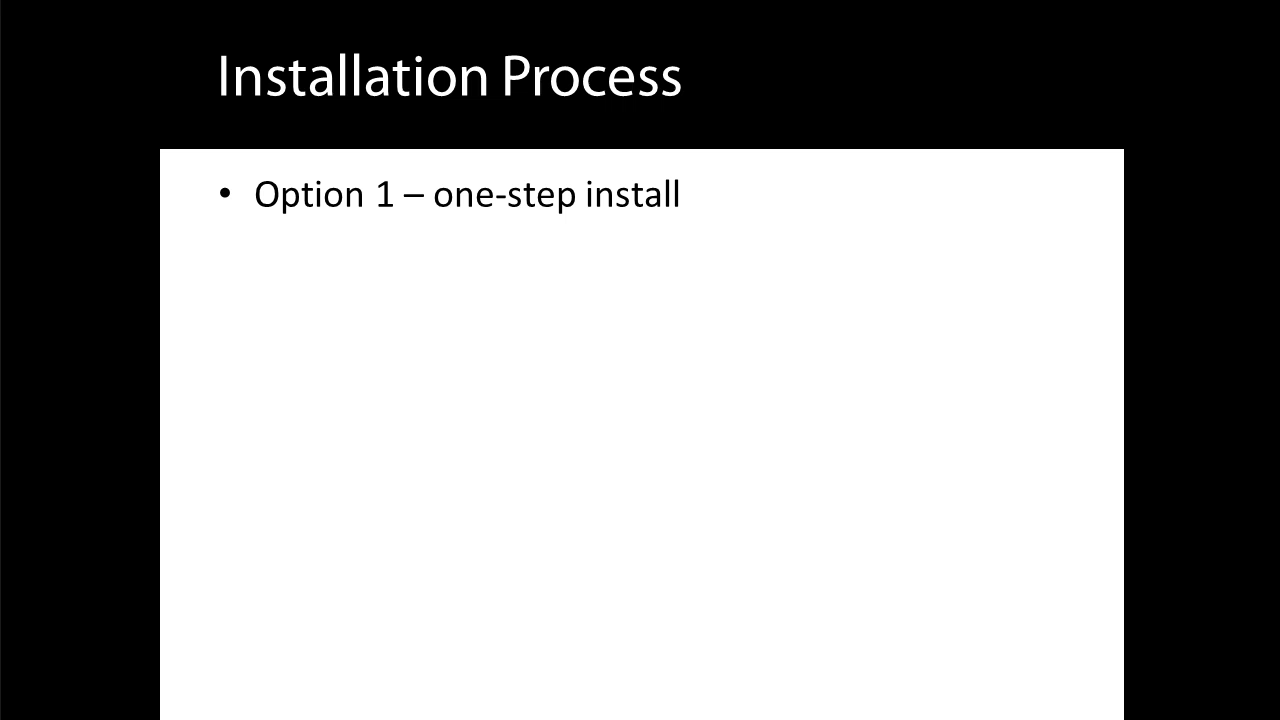 Installation Process
• Option 1 – one-step install